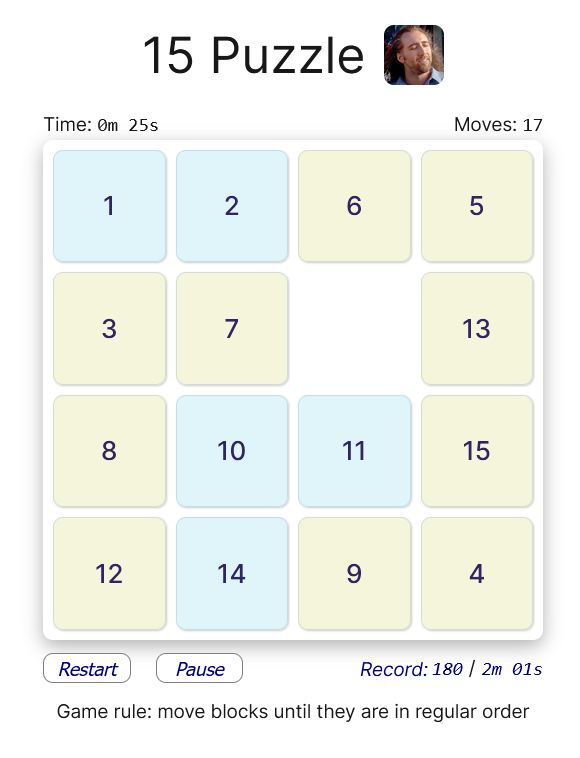 15 Puzzle
Time: 0m 25s Moves: 17
1 2 6 5
3 7 13
8 10 11 15
12 14 9 4
Restart Pause Record: 180 / 2m 01s
Game rule: move blocks until they are in regular order